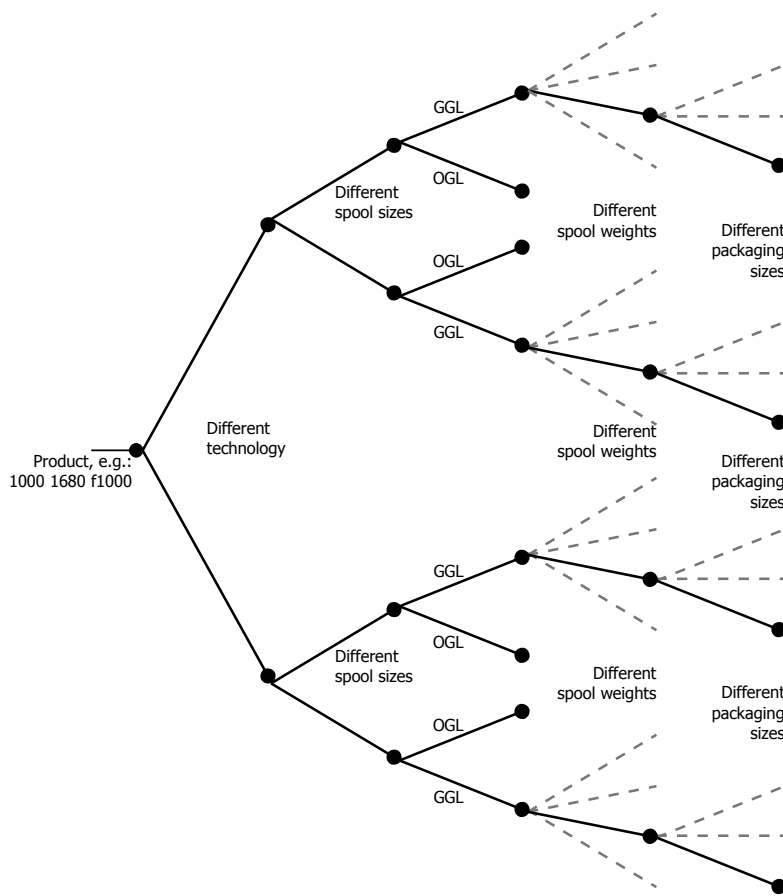 GGL
OGL
Different
spool sizes
Different
spool weights
Different
packaging
sizes
OGL
GGL
Different
technology
Different
spool weights
Product, e.g.:
1000 1680 f1000
Different
packaging
sizes
GGL
OGL
Different
spool sizes
Different
spool weights
Different
packaging
sizes
OGL
GGL